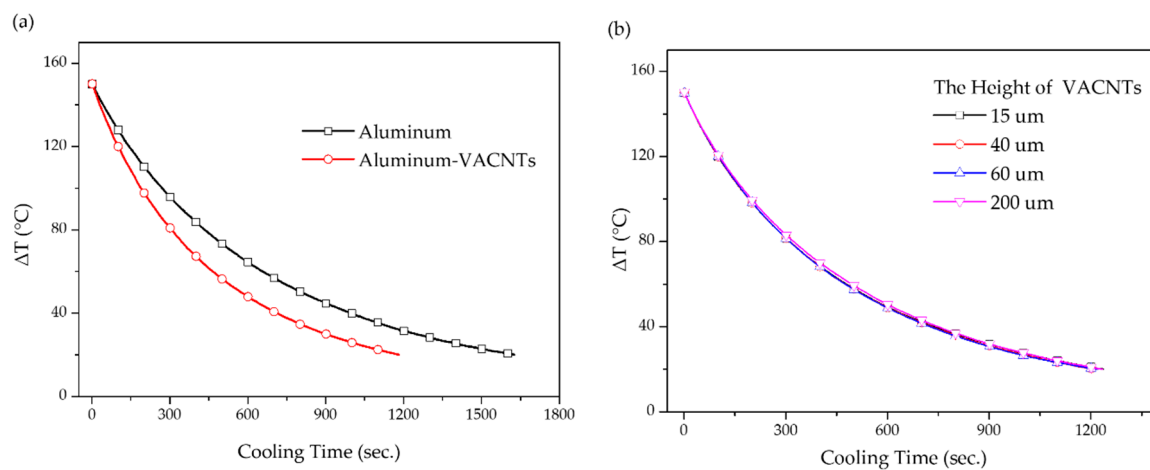 (a)
160
120
80
40
0
ΔT (°C)
Aluminum
Aluminum-VACNTs
0 300 600 900 1200 1500 1800
Cooling Time (sec.)
(b)
160
120
80
40
0
ΔT (°C)
The Height of VACNTs
15 um
40 um
60 um
200 um
0 300 600 900 1200
Cooling Time (sec.)